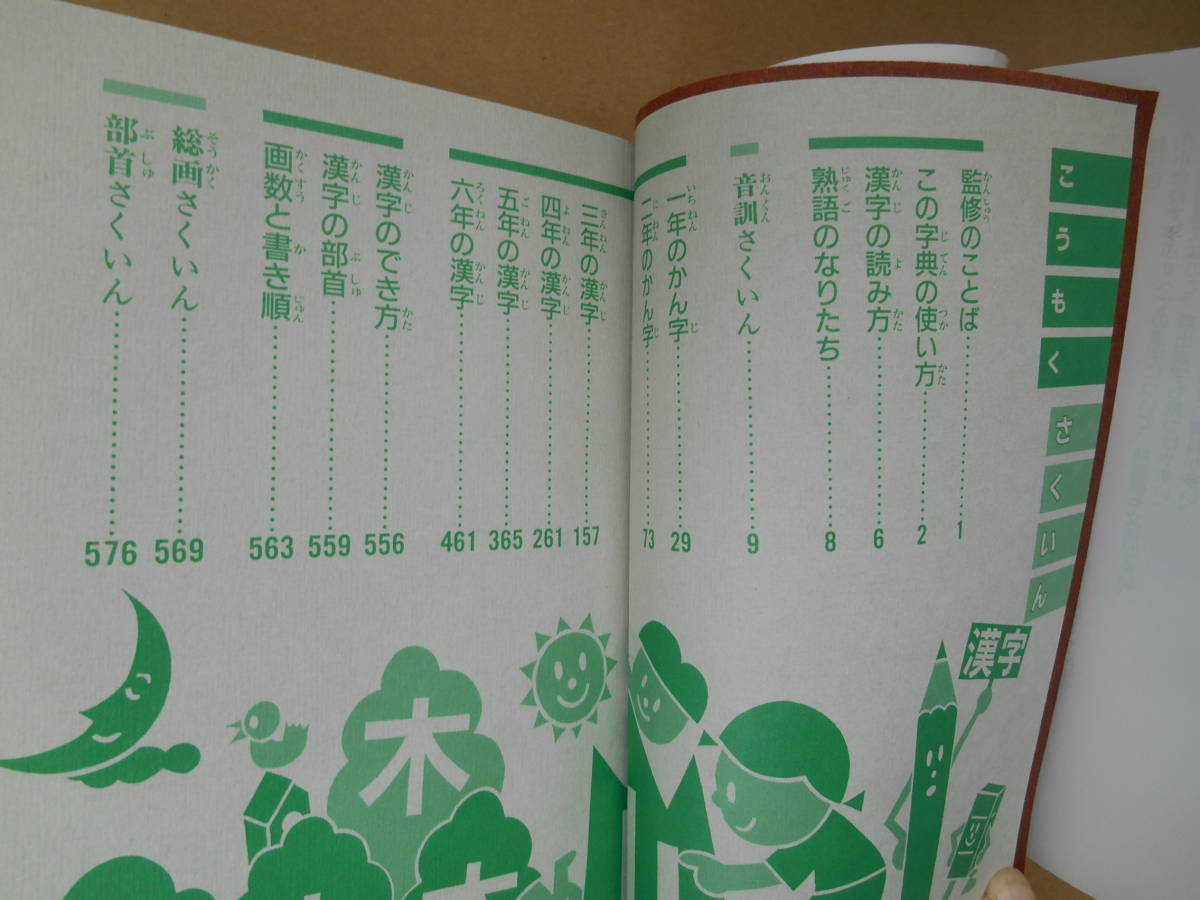 こうもくさくいん
監修のことば……1
この字典の使い方……2
漢字の読み方……6
熟語のなりたち……8
音訓さくいん……9
一年のかん字……29
二年のかん字……73
三年の漢字……157
四年の漢字……261
五年の漢字……365
六年の漢字……461
漢字のでき方……556
漢字の部首……559
画数と書き順……563
総画さくいん……569
部首さくいん……576
漢字
木